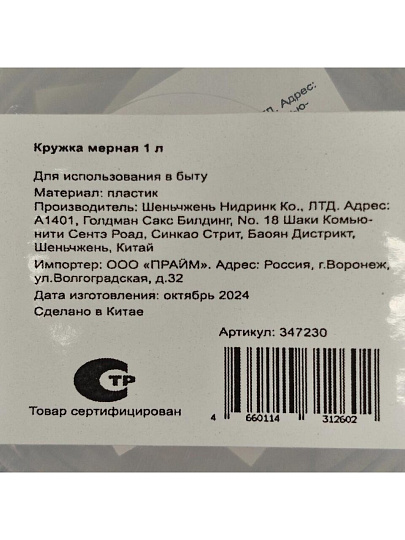 Адрес:
Кружка мерная 1 л
Для использования в быту
Материал: пластик
Производитель: Шеньчжень Нидринк Ко., ЛТД. Адрес:
А1401, Голдман Сакс Билдинг, No. 18 Шаки Комью-
нити Сентэ Роад, Синкао Стрит, Баоян Дистрикт,
Шеньчжень, Китай
Импортер: ООО «ПРАЙМ». Адрес: Россия, г.Воронеж,
ул.Волгоградская, д.32
Дата изготовления: октябрь 2024
Сделано в Китае
Артикул: 347230
ТР
Товар сертифицирован
4 660114 312602